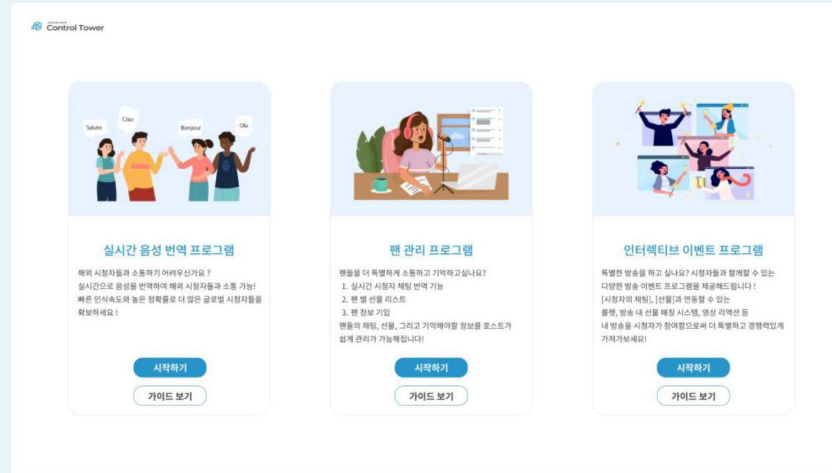 Control Tower
Salute
Ciao
Bonjour
Ola
실시간 음성 번역 프로그램
해외 시청자들과 소통하기 어려우신가요 ?
실시간으로 음성을 번역하여 해외 시청자들과 소통 가능!
빠른 인식속도와 높은 정확률로 더 많은 글로벌 시청자들을
확보하세요 !
시작하기
가이드 보기
팬 관리 프로그램
팬들을 더 특별하게 소통하고 기억하고싶나요?
1. 실시간 시청자 채팅 번역 기능
2. 팬 별 선물 리스트
3. 팬 정보 기입
팬들의 채팅, 선물, 그리고 기억해야할 정보를 호스트가
쉽게 관리가 가능해집니다!
시작하기
가이드 보기
인터렉티브 이벤트 프로그램
특별한 방송을 하고 싶나요? 시청자들과 함께할 수 있는
다양한 방송 이벤트 프로그램을 제공해드립니다 !
[시청자의 채팅], [선물]과 연동할 수 있는
룰렛, 방송 내 선물 매칭 시스템, 영상 리액션 등
내 방송을 시청자가 참여함으로써 더 특별하고 경쟁력있게
가져가보세요!
시작하기
가이드 보기